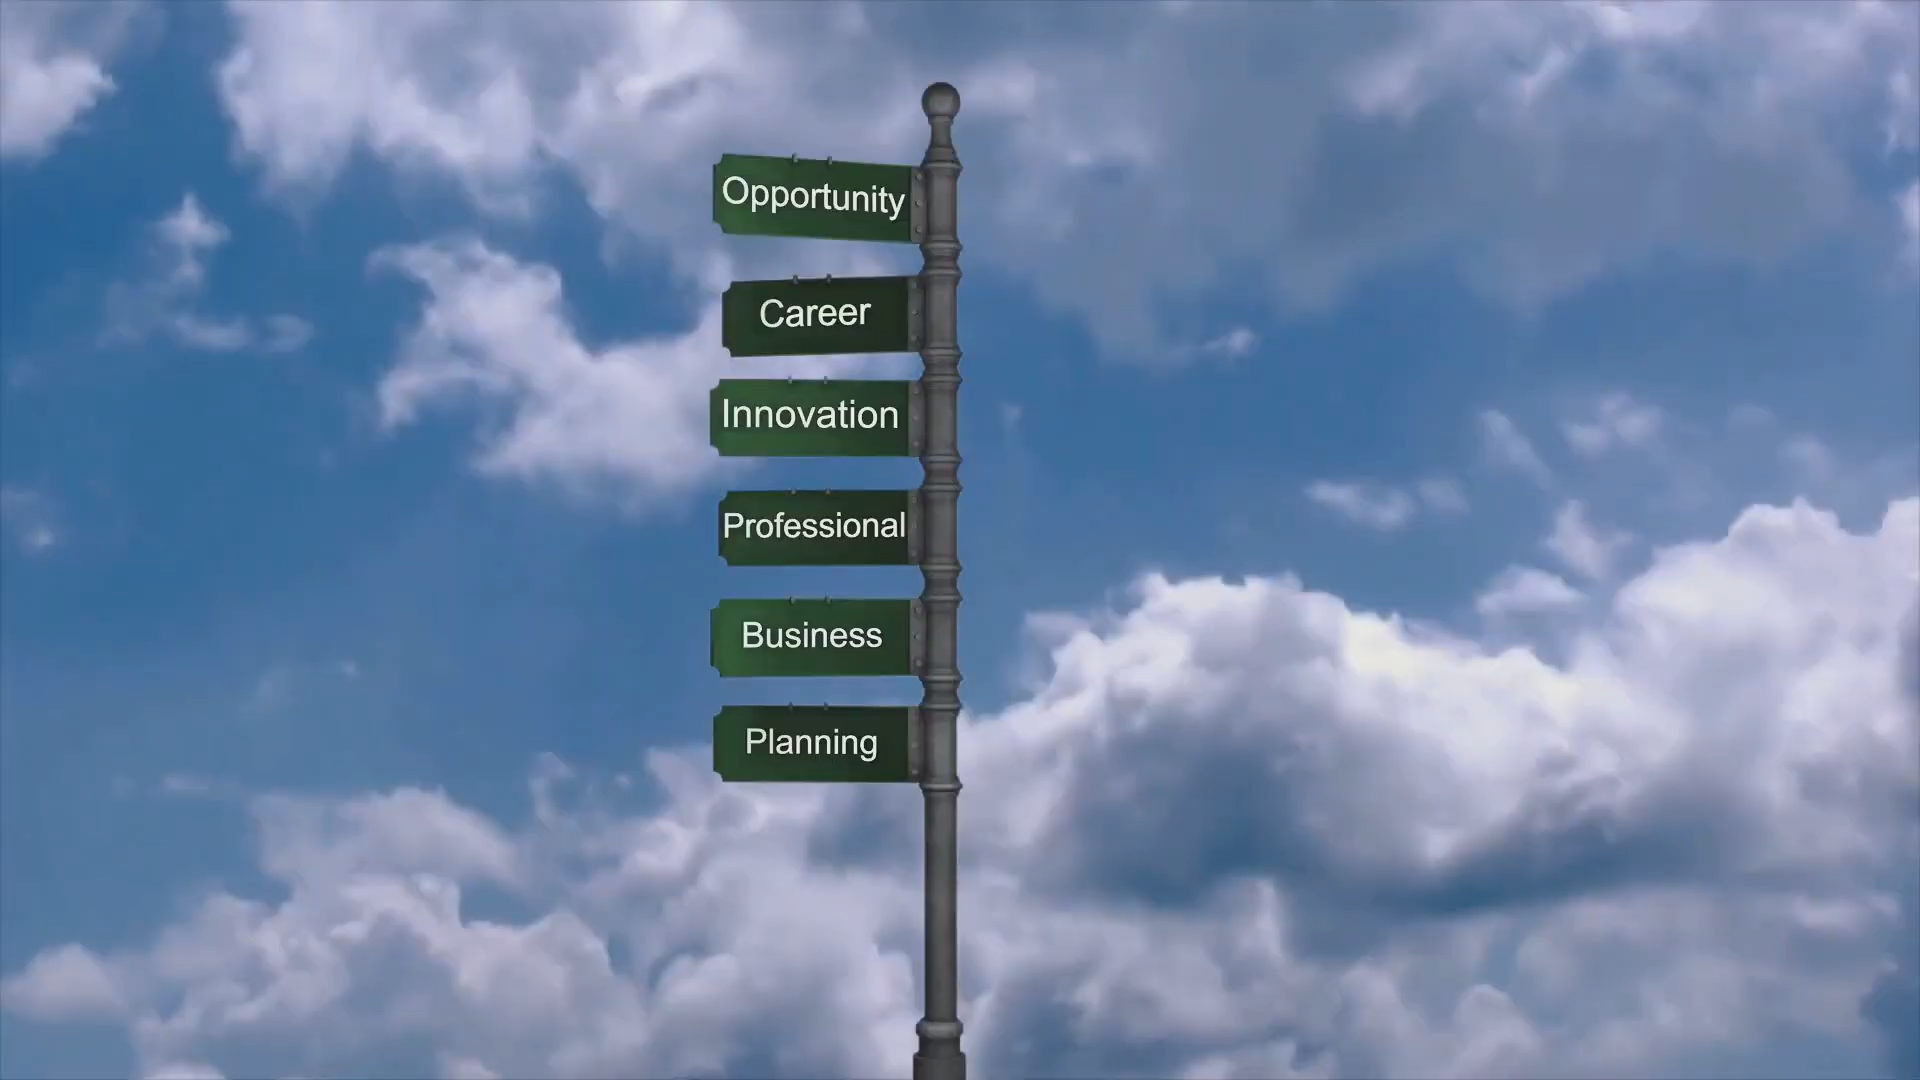 Opportunity
Career
Innovation
Professional
Business
Planning